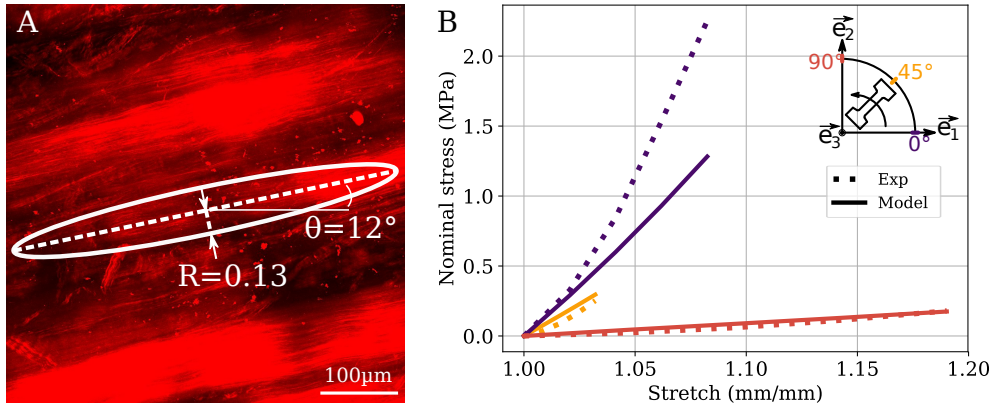 A
θ=12°
R=0.13
100μm
B
Nominal stress (MPa)
2.0
1.5
1.0
0.5
0.0
1.00
1.05
1.10
1.15
1.20
Stretch (mm/mm)
e₂
90°
45°
e₃
0°
e₁
Exp
Model